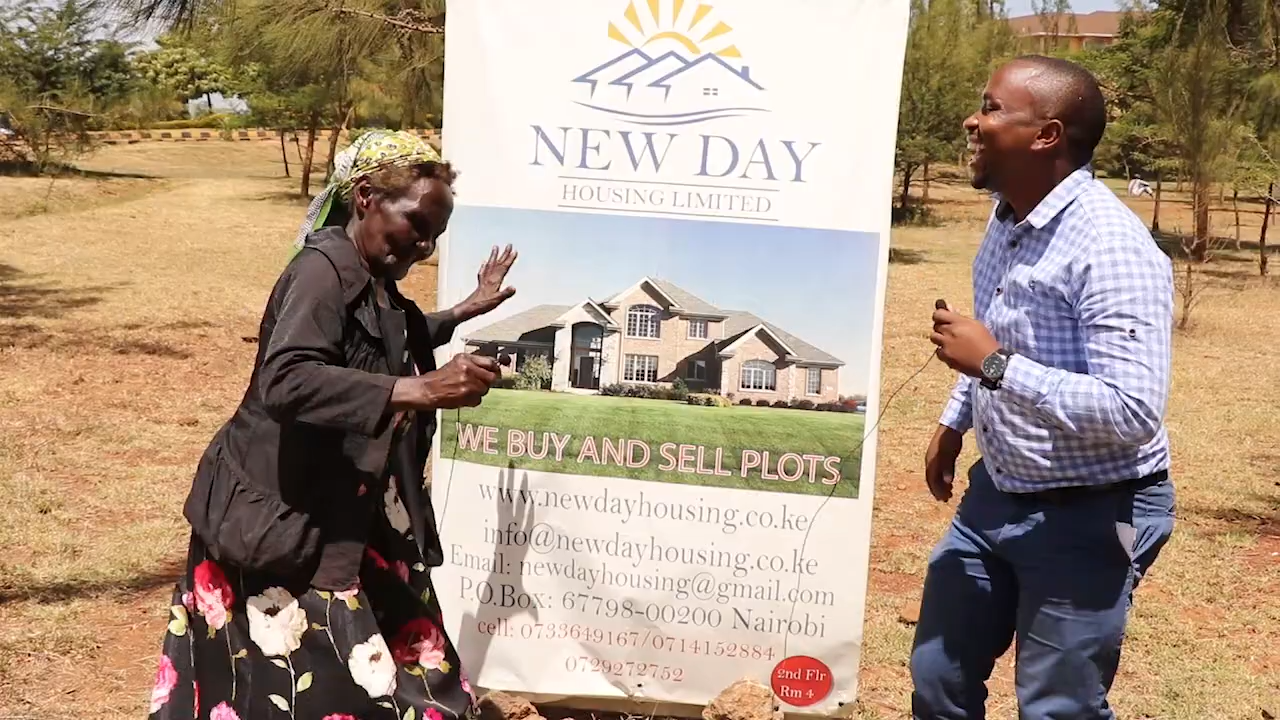 NEW DAY
HOUSING LIMITED
WE BUY AND SELL PLOTS
www.newdayhousing.co.ke
info@newdayhousing.co.ke
Email: newdayhousing@gmail.com
P.O.Box: 67798-00200 Nairobi
cell: 0733649167/0714152884
0729272752
2nd Flr
Rm 4